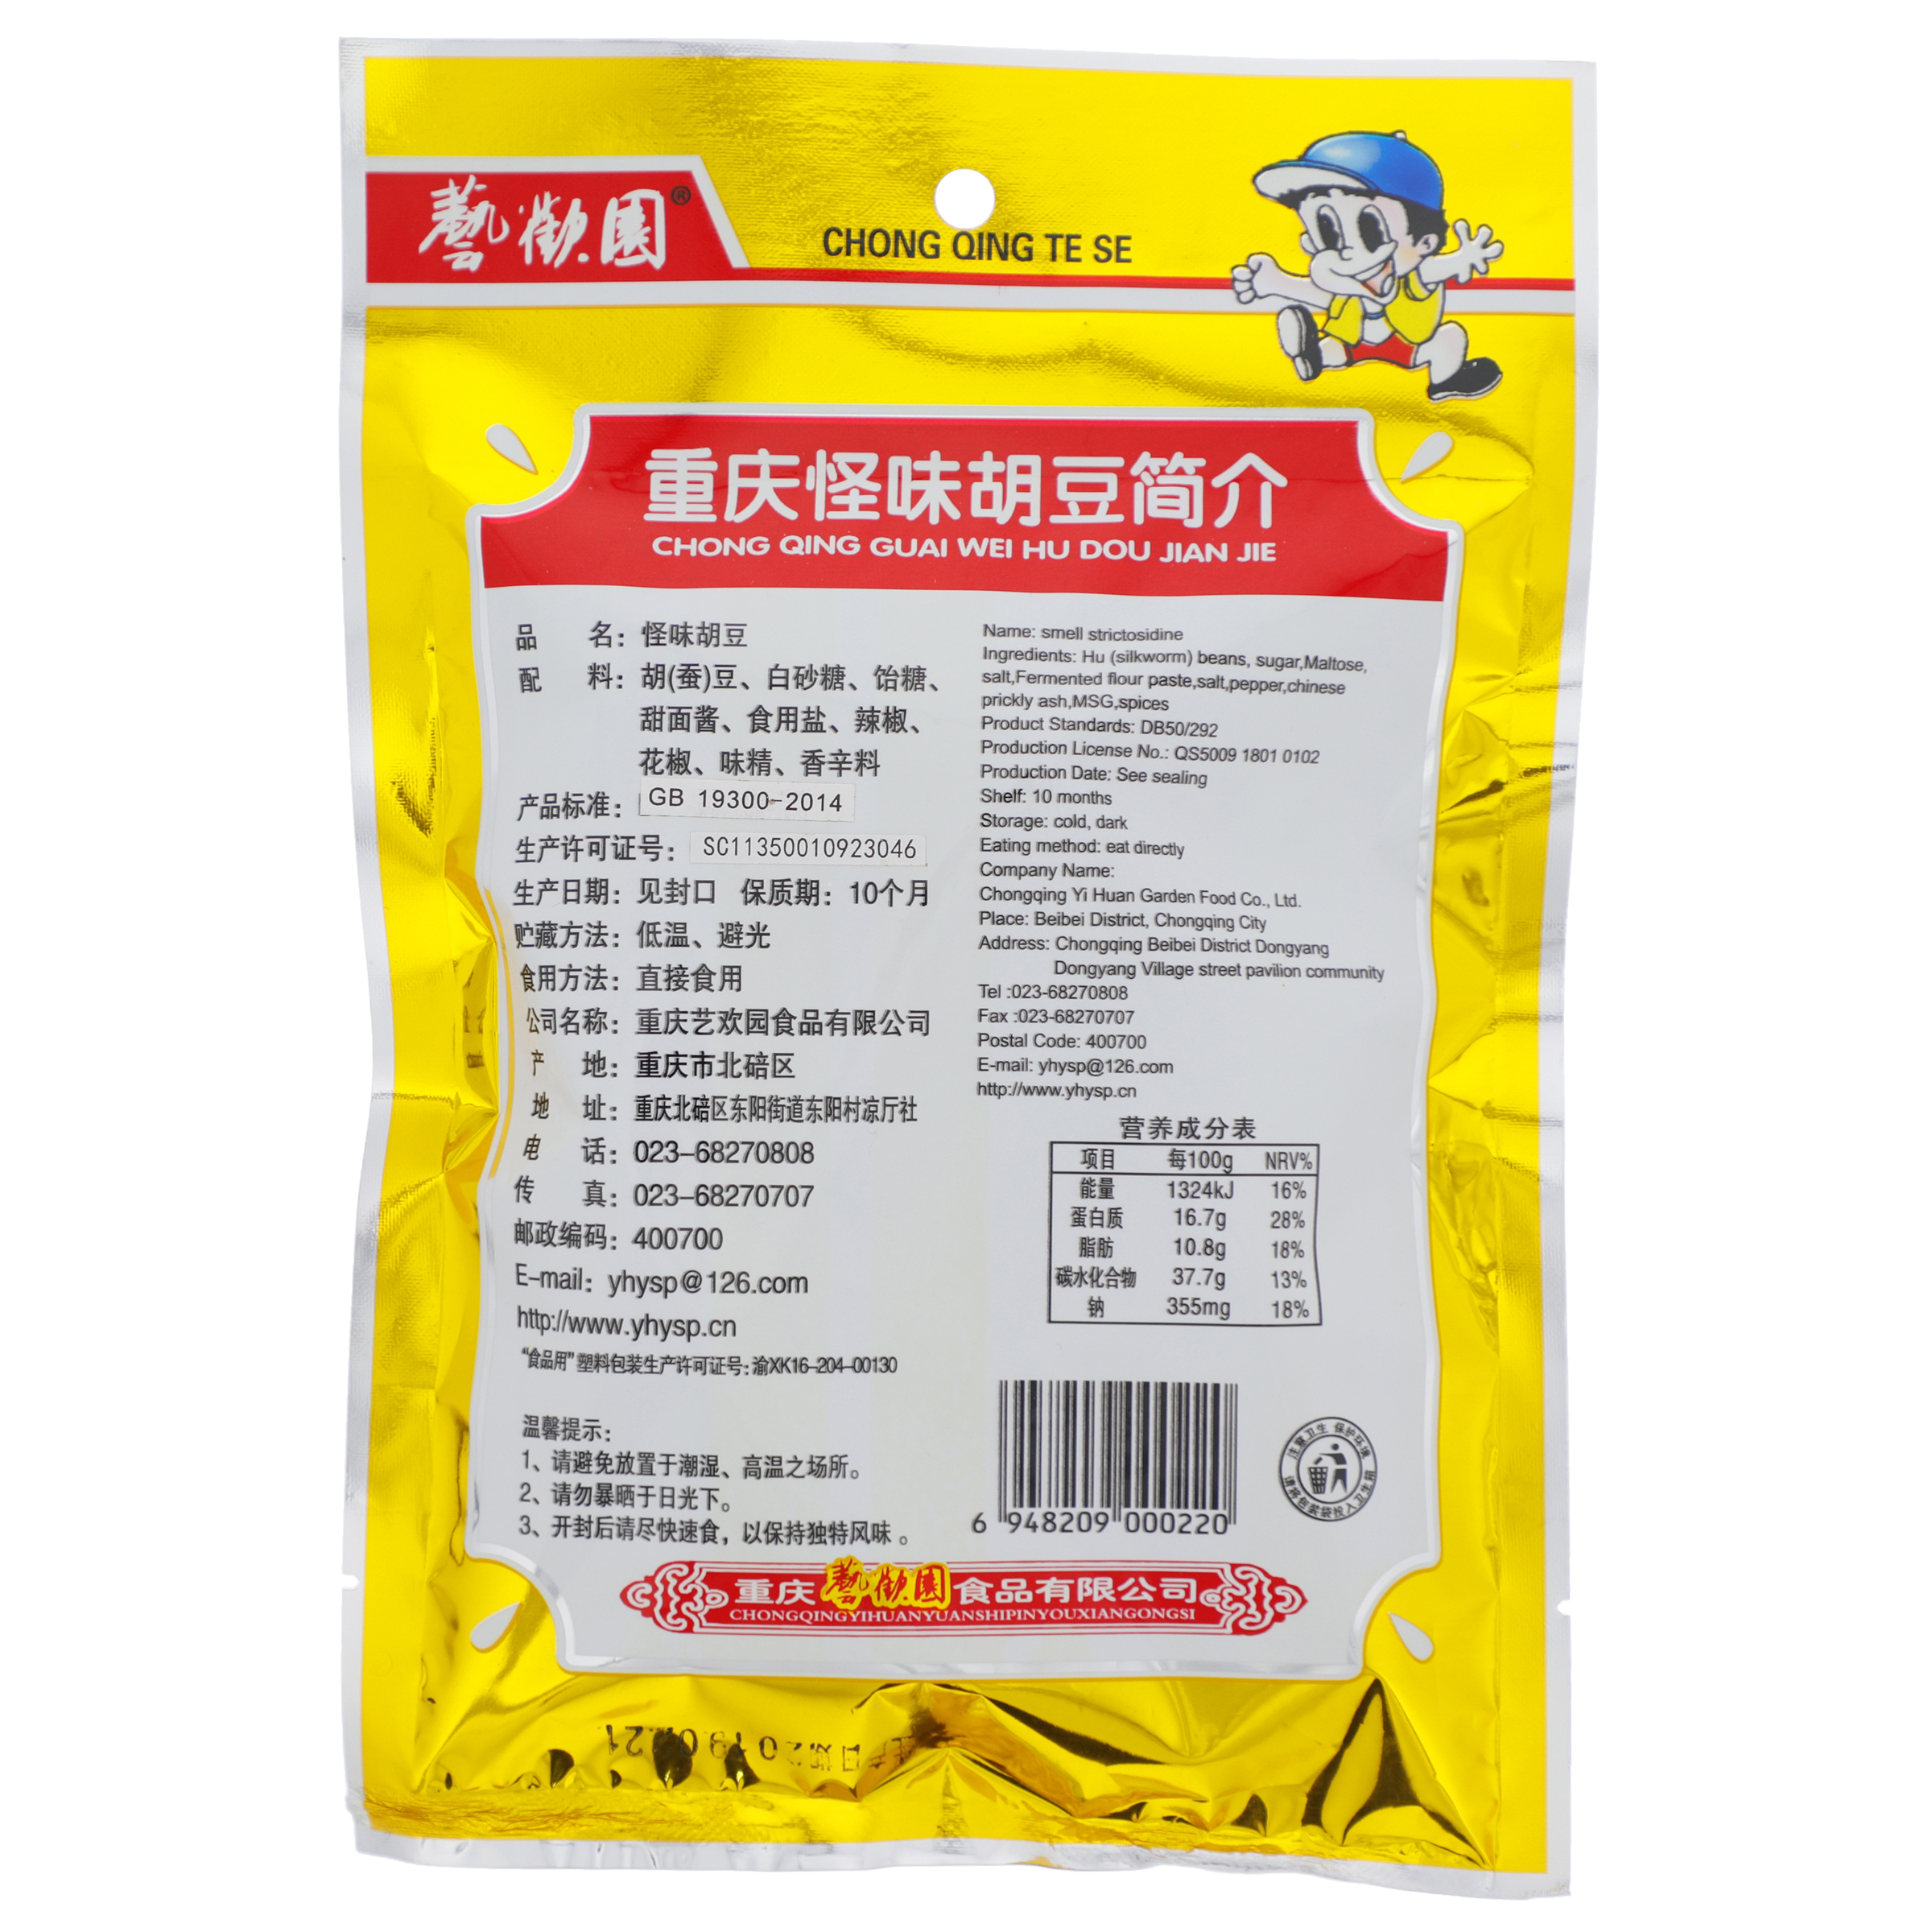 藝歡園®
CHONG QING TE SE
重庆怪味胡豆简介
CHONG QING GUAI WEI HU DOU JIAN JIE
品 名：怪味胡豆
配 料：胡(蚕)豆、白砂糖、饴糖、
甜面酱、食用盐、辣椒、
花椒、味精、香辛料
产品标准：GB 19300-2014
生产许可证号：SC11350010923046
生产日期：见封口 保质期：10个月
贮藏方法：低温、避光
食用方法：直接食用
公司名称：重庆艺欢园食品有限公司
产 地：重庆市北碚区
地 址：重庆北碚区东阳街道东阳村凉厅社
电 话：023-68270808
传 真：023-68270707
邮政编码：400700
E-mail：yhysp@126.com
http://www.yhysp.cn
"食品用"塑料包装生产许可证号：渝XK16-204-00130
温馨提示：
1、请避免放置于潮湿、高温之场所。
2、请勿暴晒于日光下。
3、开封后请尽快速食，以保持独特风味。
Name: smell strictosidine
Ingredients: Hu (silkworm) beans, sugar,Maltose,
salt,Fermented flour paste,salt,pepper,chinese
prickly ash,MSG,spices
Product Standards: DB50/292
Production License No.: QS5009 1801 0102
Production Date: See sealing
Shelf: 10 months
Storage: cold, dark
Eating method: eat directly
Company Name:
Chongqing Yi Huan Garden Food Co., Ltd.
Place: Beibei District, Chongqing City
Address: Chongqing Beibei District Dongyang
Dongyang Village street pavilion community
Tel :023-68270808
Fax :023-68270707
Postal Code: 400700
E-mail: yhysp@126.com
http://www.yhysp.cn
营养成分表
项目 每100g NRV%
能量 1324kJ 16%
蛋白质 16.7g 28%
脂肪 10.8g 18%
碳水化合物 37.7g 13%
钠 355mg 18%
6 948209 000220
注意卫生 保护环境
请将包装袋投入卫生箱
重庆藝歡園食品有限公司
CHONGQINGYIHUANYUANSHIPINYOUXIANGONGSI